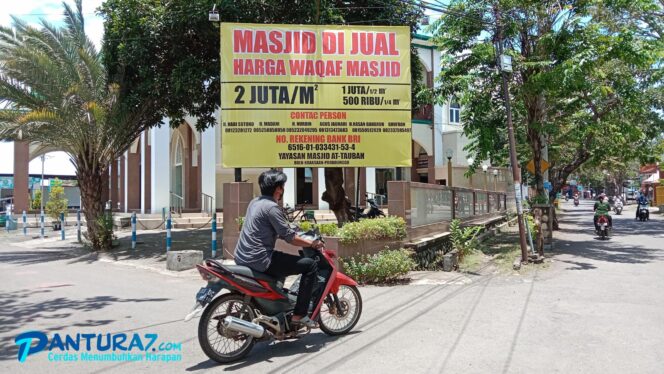 MASJID DI JUAL
HARGA WAQAF MASJID
2 JUTA/M²
1 JUTA/1/2 M²
500 RIBU/1/4 M²
CONTAC PERSON
NO. REKENING BANK BRI
6516-01-033431-53-4
YAYASAN MASJID AT-TAUBAN
PANTURA7.com
Cerdas Menumbuhkan Harapan